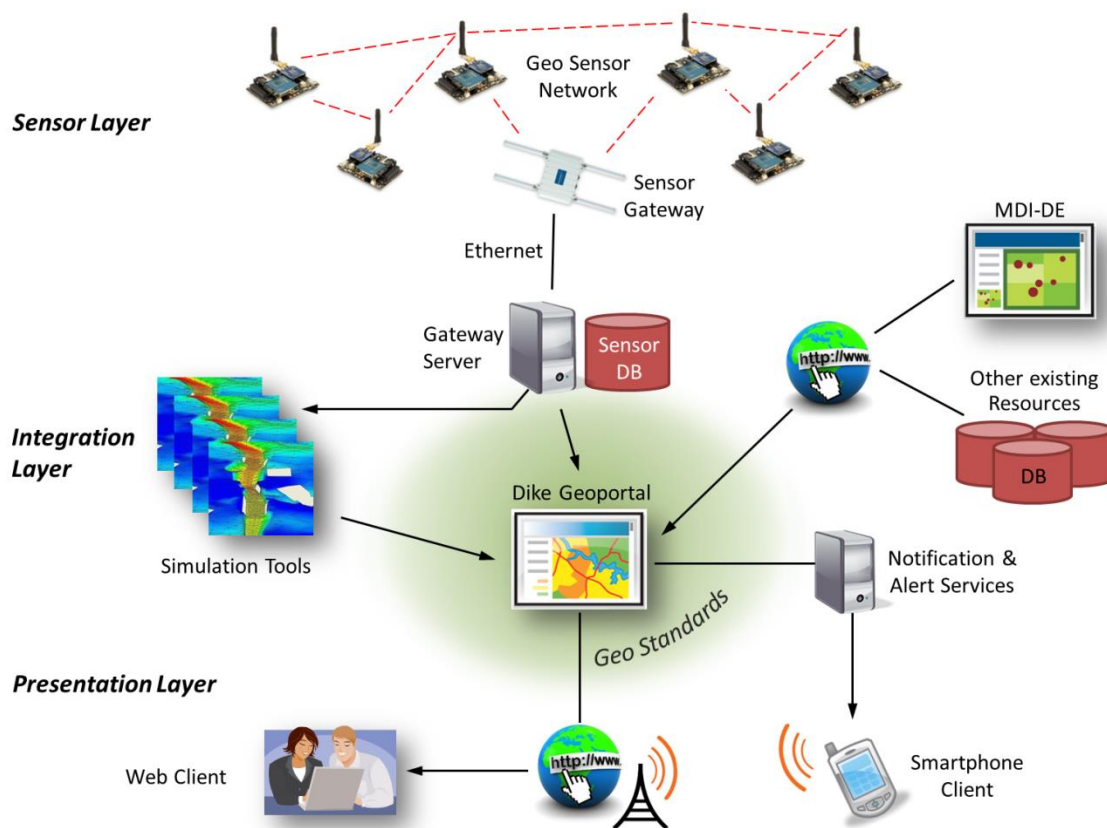 Geo Sensor
Network
Sensor Layer
Sensor
Gateway
MDI-DE
Ethernet
Gateway
Server
Sensor
DB
http://www.
Other existing
Resources
DB
Integration
Layer
Dike Geoportal
Simulation Tools
Notification &
Alert Services
Geo Standards
Presentation Layer
Web Client
http://www.
Smartphone
Client